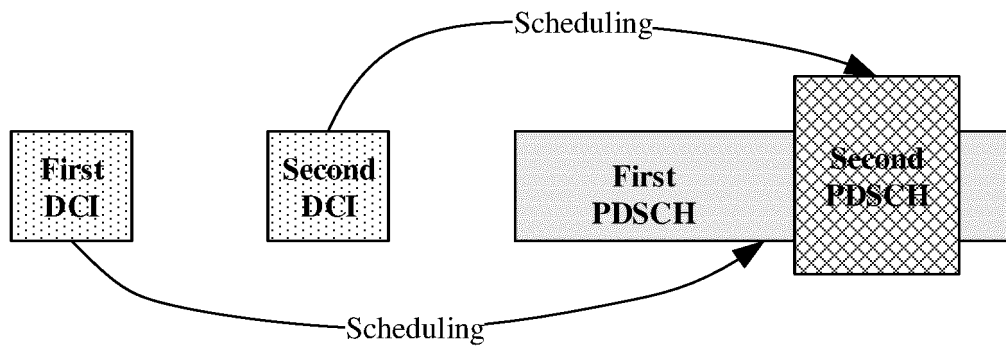 Scheduling
First
DCI
Second
DCI
First
PDSCH
Second
PDSCH
Scheduling